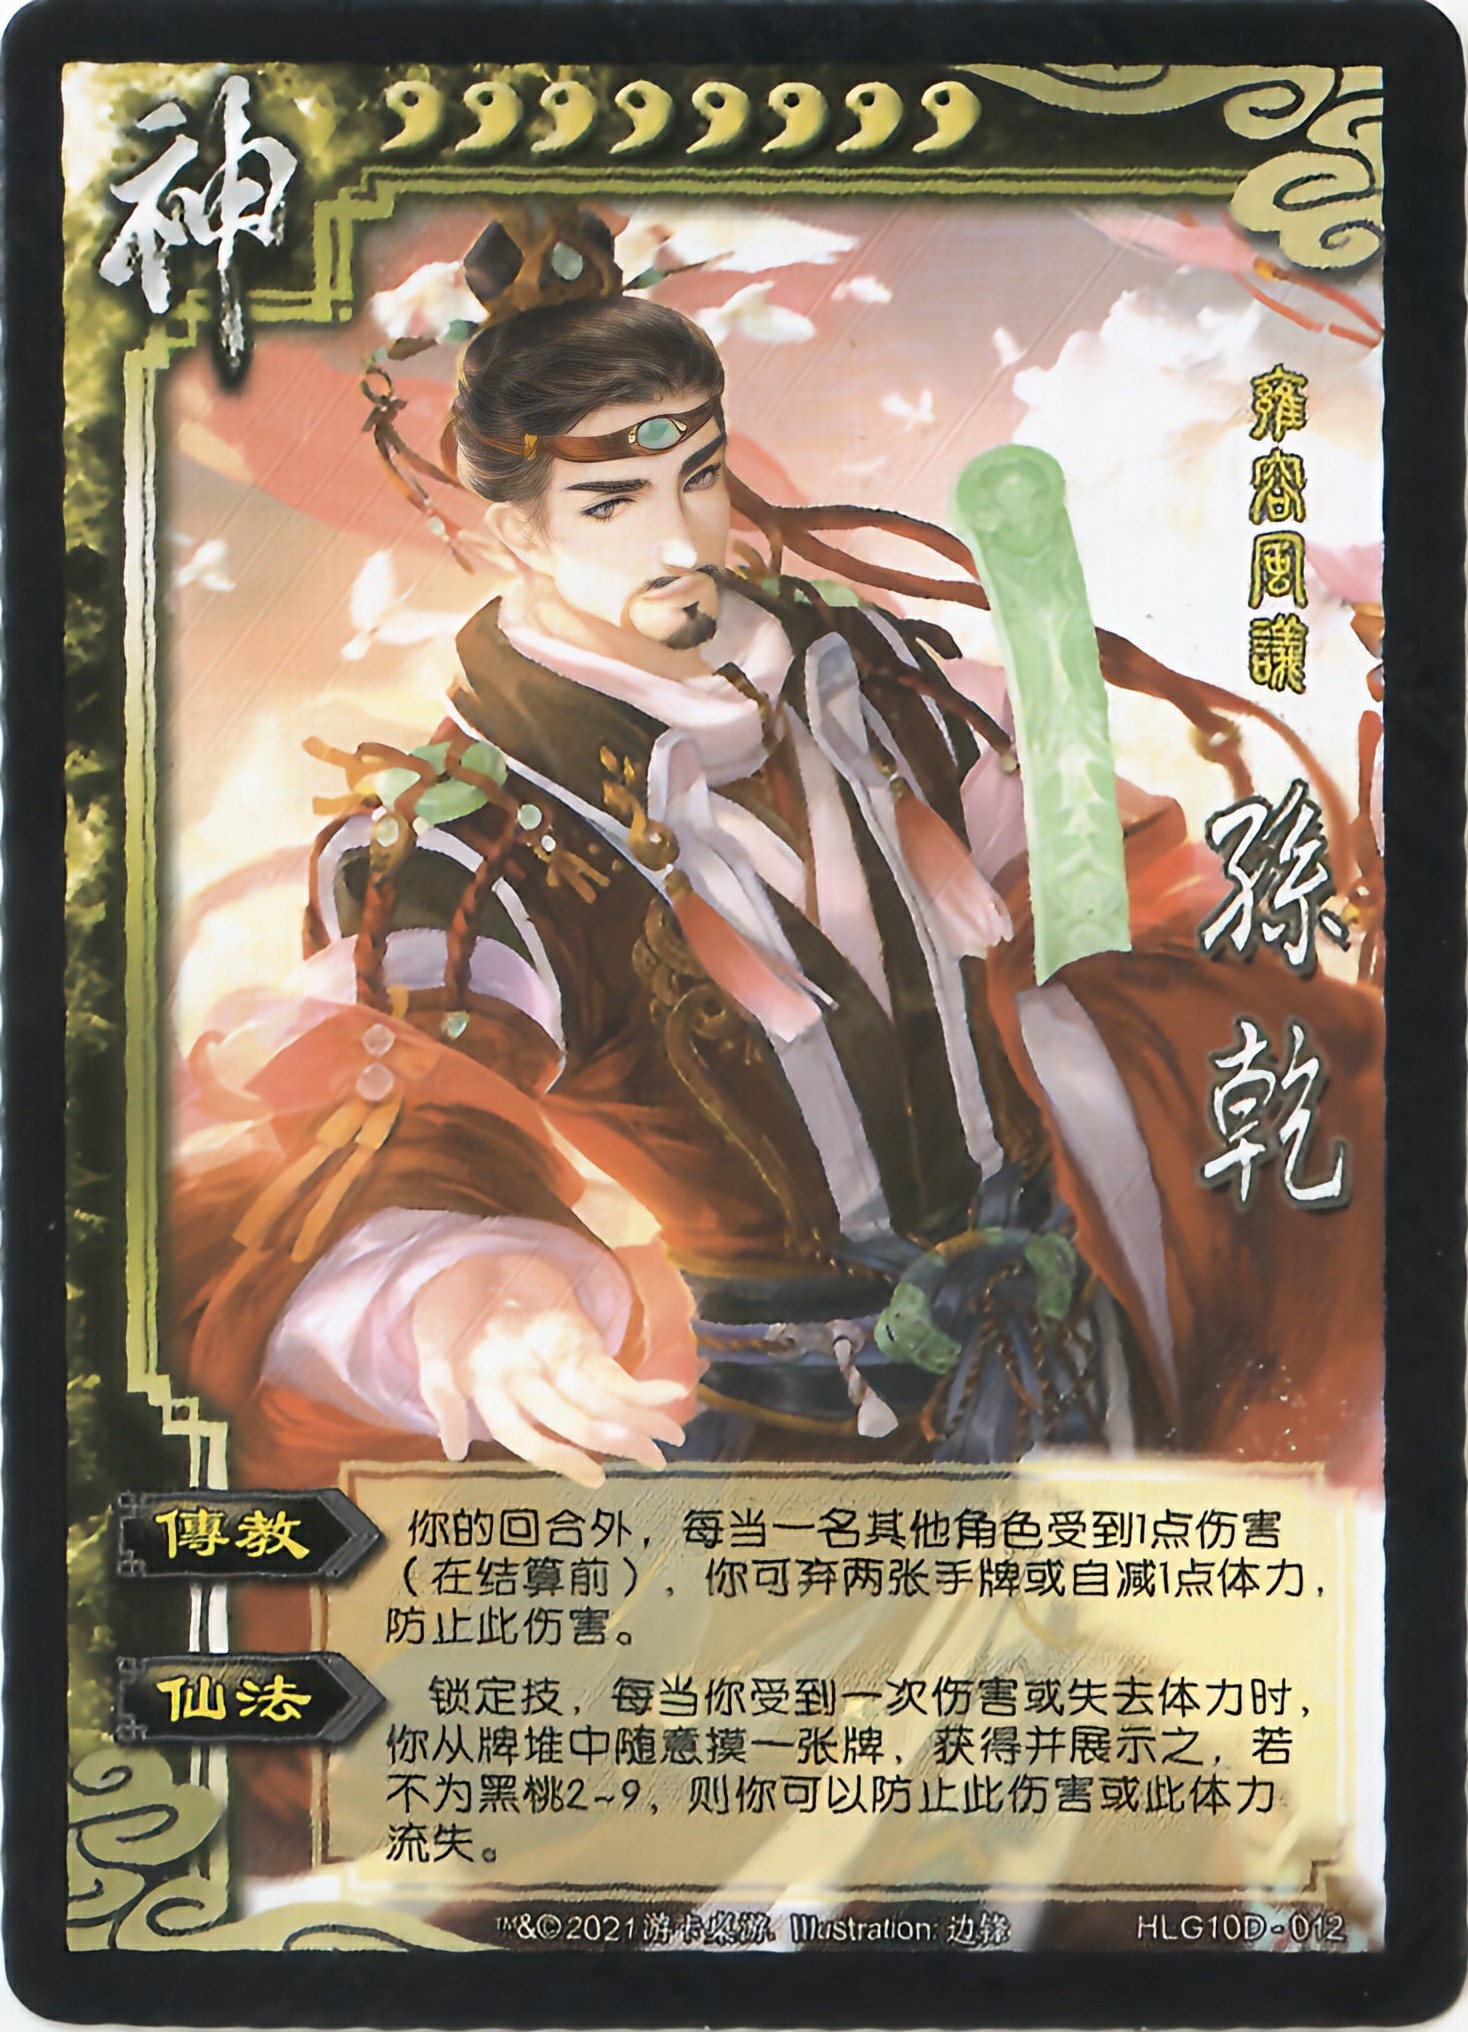 神
雍容風議
孫乾
傳教
你的回合外，每当一名其他角色受到1点伤害
（在结算前），你可弃两张手牌或自减1点体力，
防止此伤害。
仙法
锁定技，每当你受到一次伤害或失去体力时，
你从牌堆中随意摸一张牌，获得并展示之，若
不为黑桃2~9，则你可以防止此伤害或此体力
流失。
™&©2021游卡桌游. Illustration: 边锋
HLG10D-012